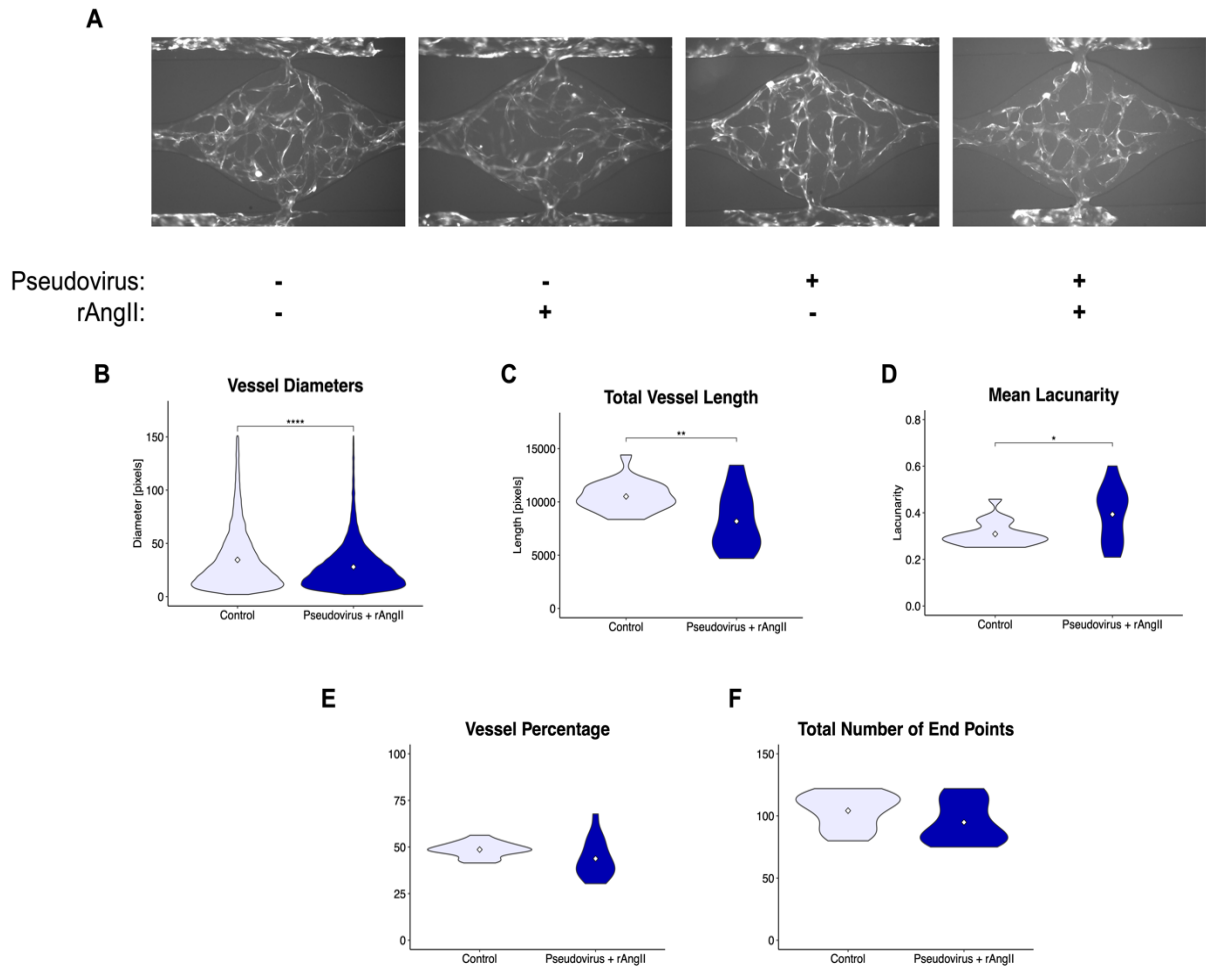 A
Pseudovirus: - - + +
rAngII: - + - +
B
Vessel Diameters
****
Diameter [pixels]
150
100
50
0
Control Pseudovirus + rAngII
C
Total Vessel Length
**
Length [pixels]
15000
10000
5000
0
Control Pseudovirus + rAngII
D
Mean Lacunarity
*
Lacunarity
0.8
0.6
0.4
0.2
0.0
Control Pseudovirus + rAngII
E
Vessel Percentage
100
75
50
25
0
Control Pseudovirus + rAngII
F
Total Number of End Points
150
100
50
0
Control Pseudovirus + rAngII